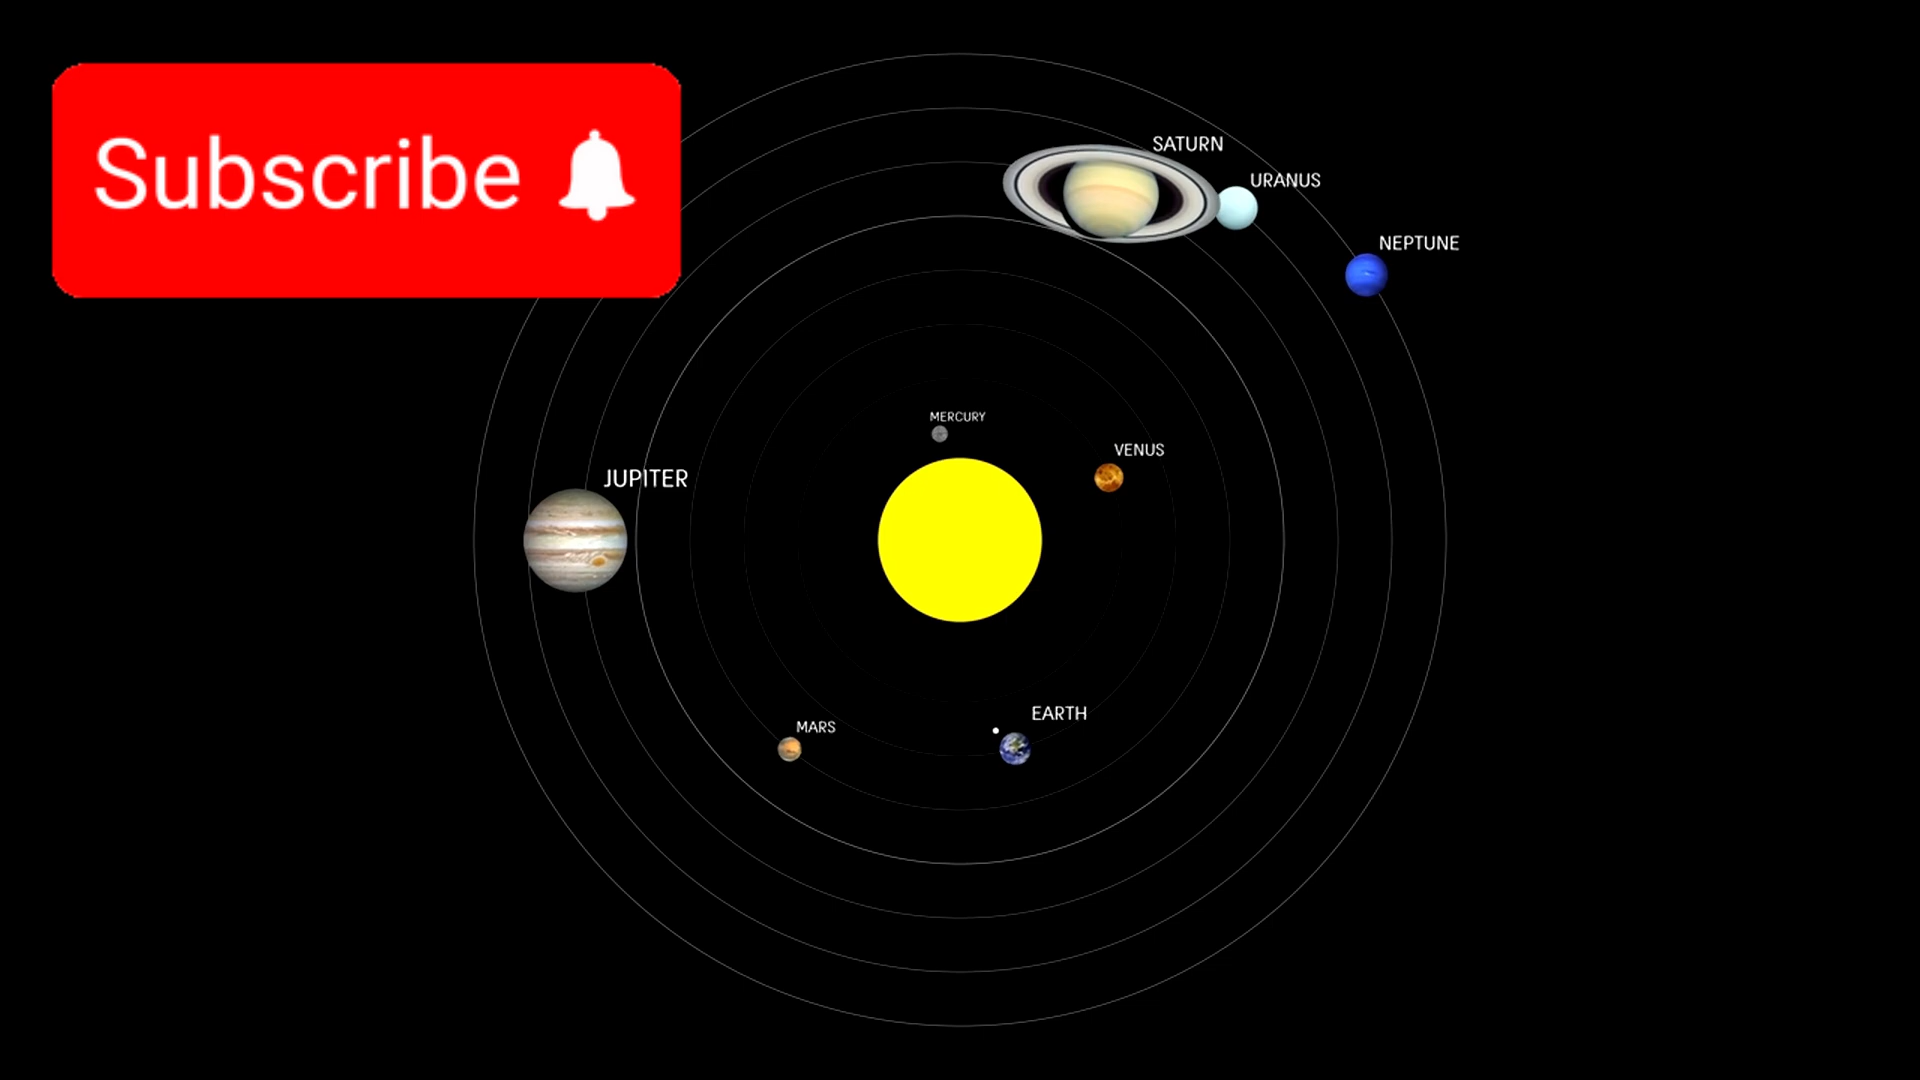 Subscribe
SATURN
URANUS
NEPTUNE
MERCURY
VENUS
JUPITER
EARTH
MARS